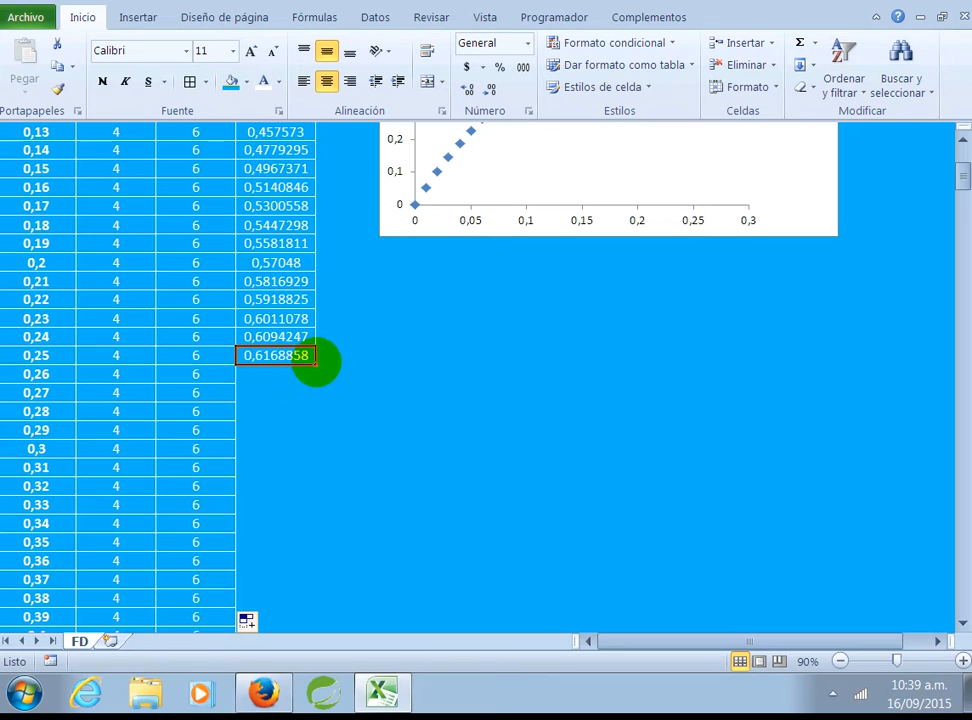 Archivo Inicio Insertar Diseño de página Fórmulas Datos Revisar Vista Programador Complementos
Pegar
Calibri 11
N K S
General
$ % 000
Formato condicional
Dar formato como tabla
Estilos de celda
Insertar
Eliminar
Formato
Σ
Ordenar y filtrar
Buscar y seleccionar
Portapapeles Fuente Alineación Número Estilos Celdas Modificar
0,13 4 6 0,457573
0,14 4 6 0,4779295
0,15 4 6 0,4967371
0,16 4 6 0,5140846
0,17 4 6 0,5300558
0,18 4 6 0,5447298
0,19 4 6 0,5581811
0,2 4 6 0,57048
0,21 4 6 0,5816929
0,22 4 6 0,5918825
0,23 4 6 0,6011078
0,24 4 6 0,6094247
0,25 4 6 0,6168858
0,26 4 6
0,27 4 6
0,28 4 6
0,29 4 6
0,3 4 6
0,31 4 6
0,32 4 6
0,33 4 6
0,34 4 6
0,35 4 6
0,36 4 6
0,37 4 6
0,38 4 6
0,39 4 6
0,2
0,1
0
0 0,05 0,1 0,15 0,2 0,25 0,3
FD
Listo 90%
10:39 a.m.
16/09/2015